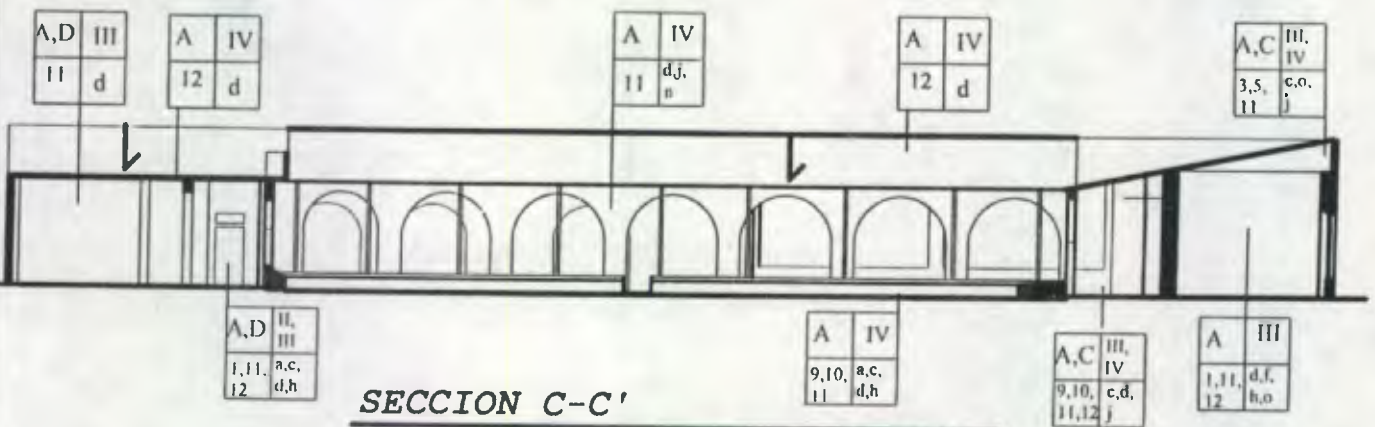 A,D III
11 d
A IV
12 d
A IV
11 d,j,
n
A IV
12 d
A,C III,
IV
3,5, c,o,
11 j
A,D II,
III
1,11, a,c,
12 d,h
A IV
9,10, a,c,
11 d,h
A,C III,
IV
9,10, c,d,
11,12 j
A III
1,11, d,f,
12 h,o
SECCION C-C'